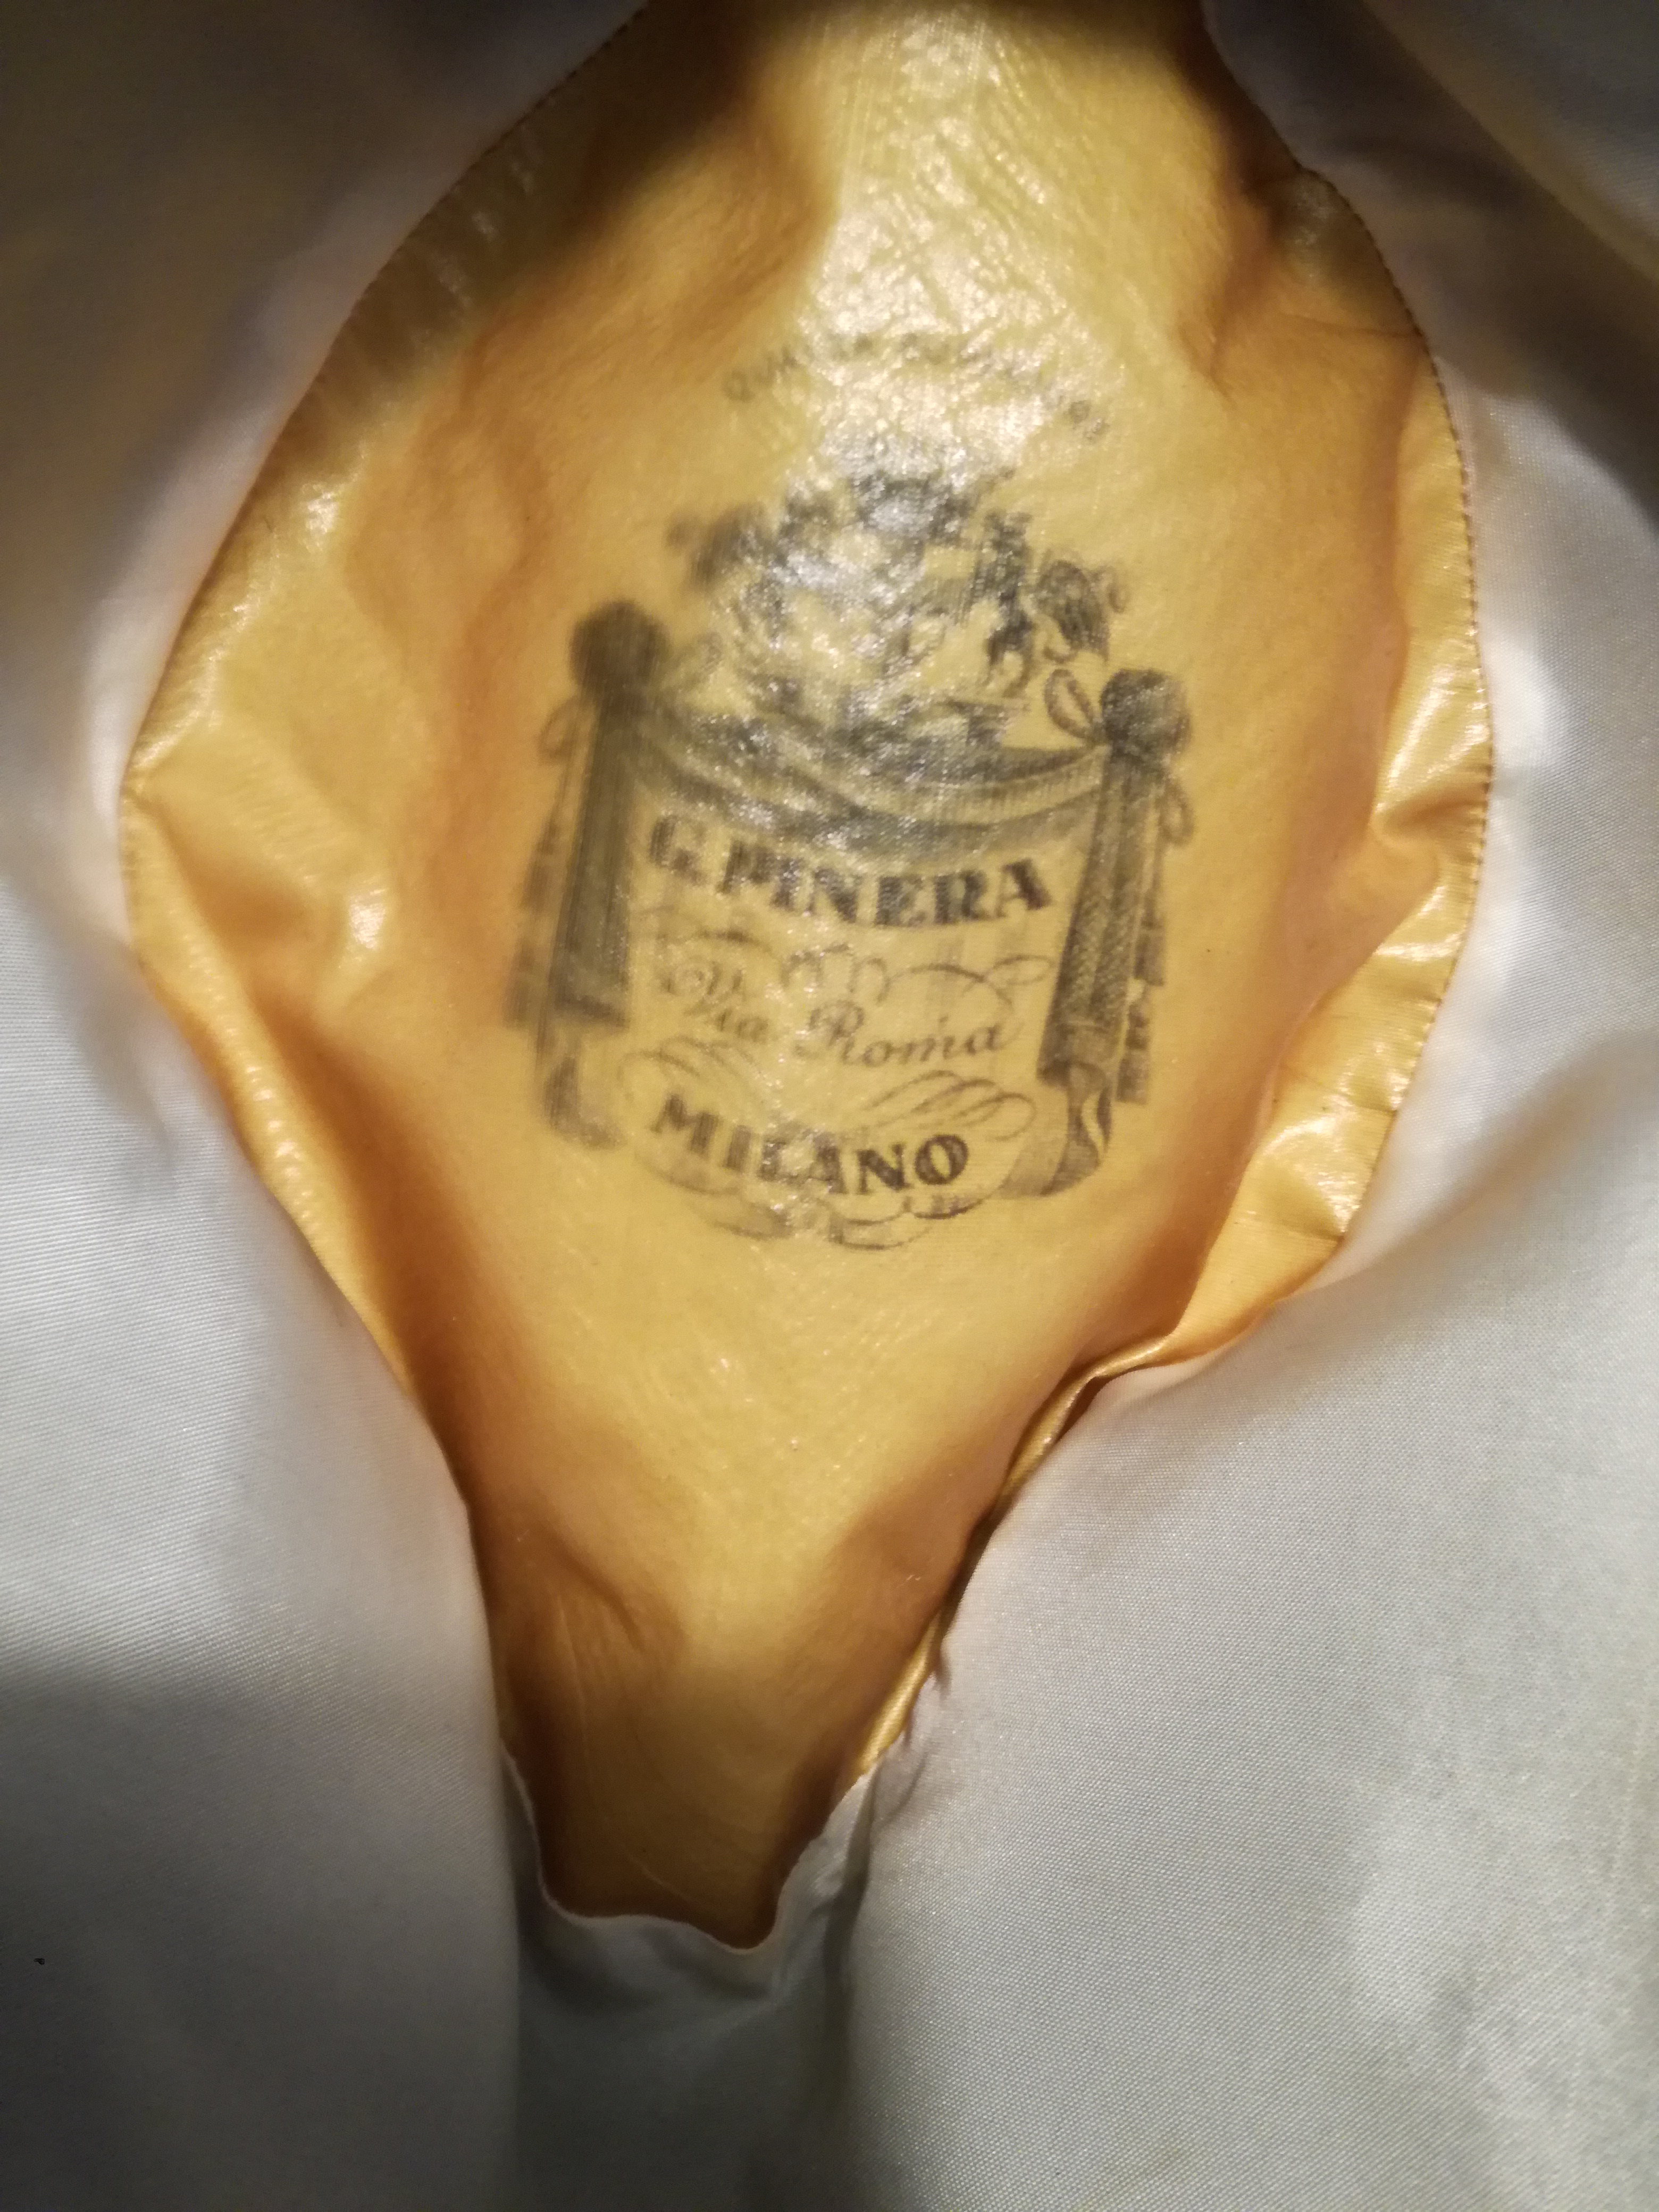 G. PINERA
Via Roma
MILANO